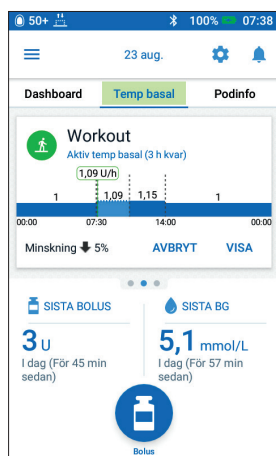 50+ 100% 07:38
23 aug.
Dashboard Temp basal Podinfo
Workout
Aktiv temp basal (3 h kvar)
1,09 U/h
1 1,09 1,15 1
00:00 07:30 14:00 00:00
Minskning 5% AVBRYT VISA
SISTA BOLUS SISTA BG
3 U 5,1 mmol/L
I dag (För 45 min I dag (För 57 min
sedan) sedan)
Bolus